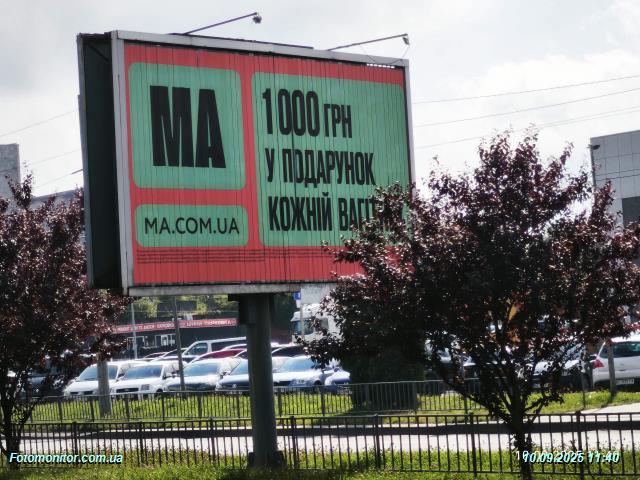 MA
MA.COM.UA
1000 ГРН
У ПОДАРУНОК
КОЖНІЙ
Fotomonitor.com.ua
10.09.2025 11:40